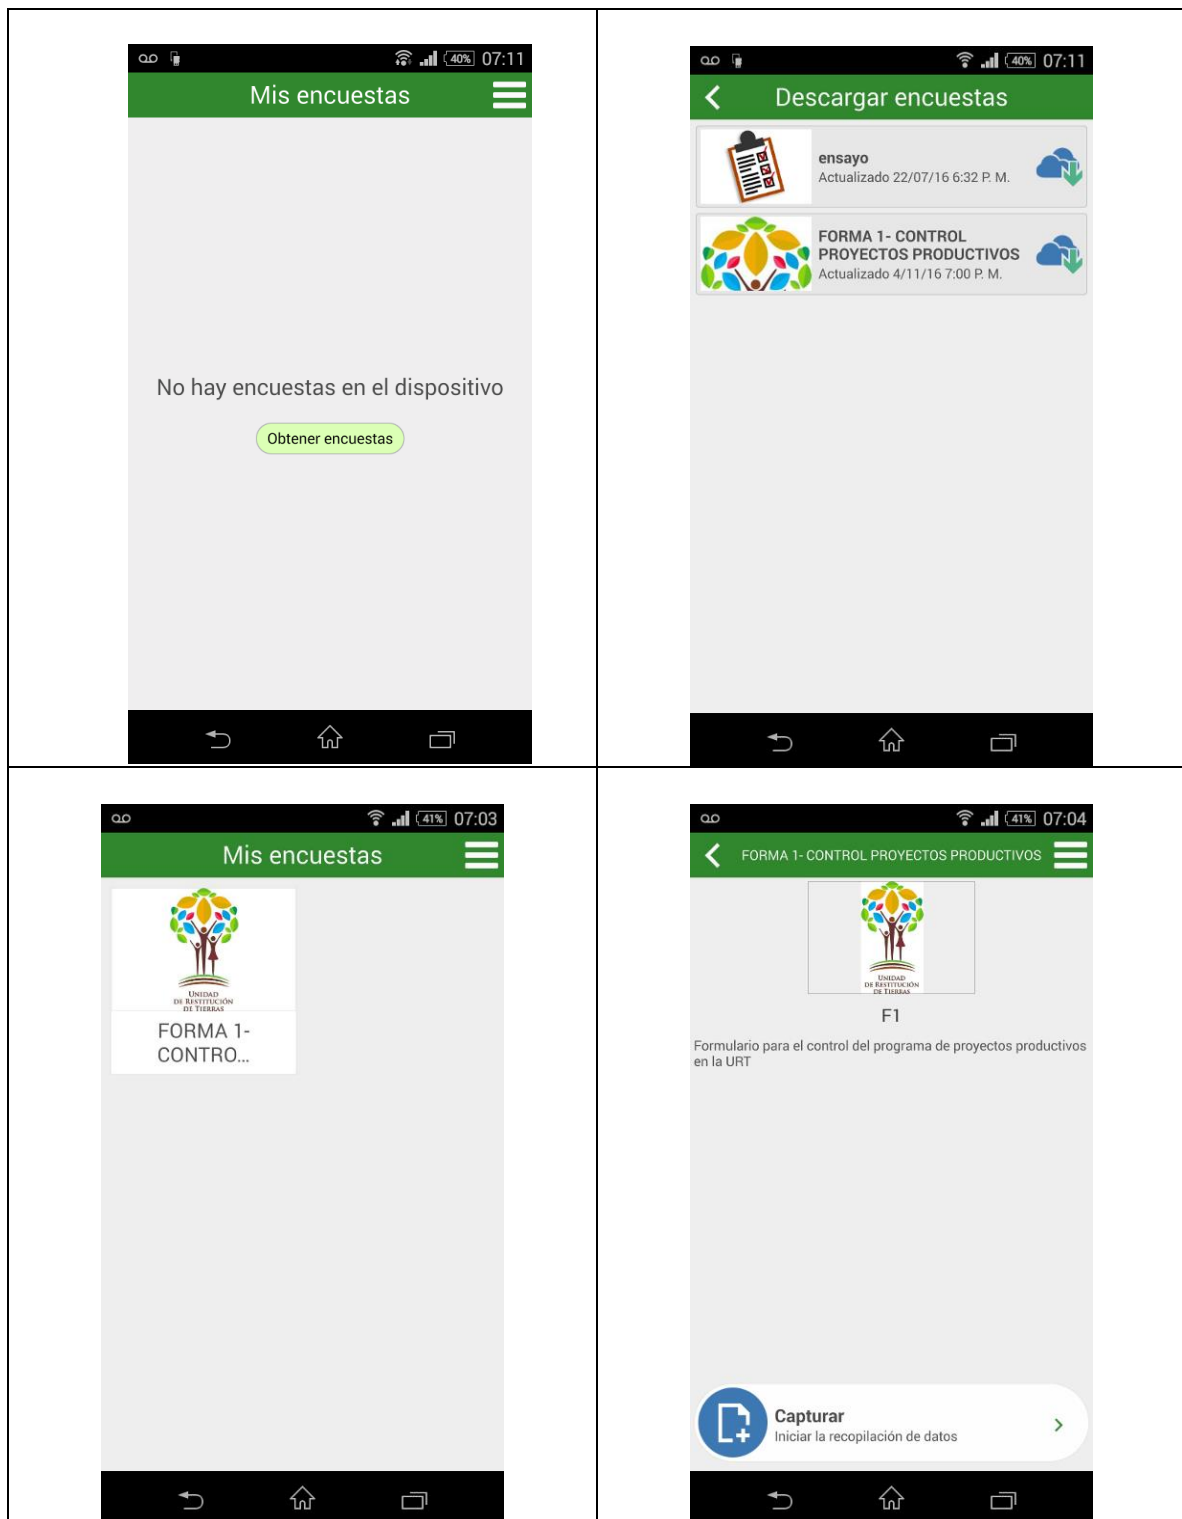 40% 07:11
Mis encuestas
No hay encuestas en el dispositivo
Obtener encuestas
40% 07:11
Descargar encuestas
ensayo
Actualizado 22/07/16 6:32 P. M.
FORMA 1- CONTROL
PROYECTOS PRODUCTIVOS
Actualizado 4/11/16 7:00 P. M.
41% 07:03
Mis encuestas
UNIDAD
DE RESTITUCIÓN
DE TIERRAS
FORMA 1-
CONTRO...
41% 07:04
FORMA 1- CONTROL PROYECTOS PRODUCTIVOS
UNIDAD
DE RESTITUCIÓN
DE TIERRAS
F1
Formulario para el control del programa de proyectos productivos
en la URT
Capturar
Iniciar la recopilación de datos